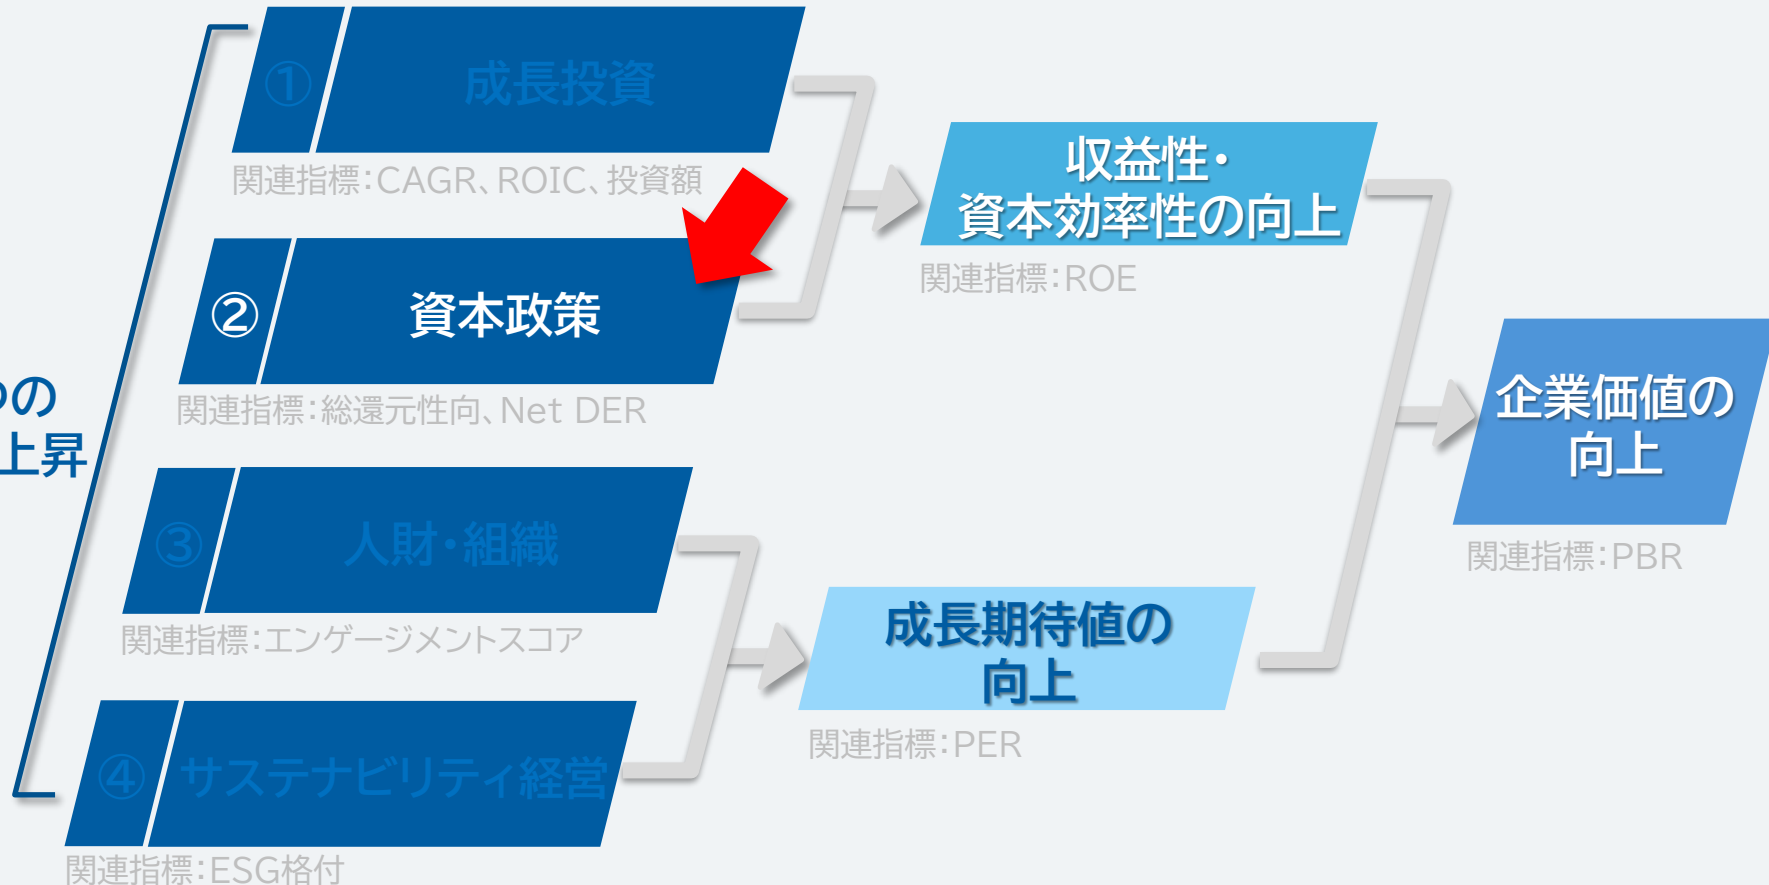 ①
成長投資
関連指標：CAGR、ROIC、投資額
②
資本政策
関連指標：総還元性向、Net DER
の
上昇
③
人財・組織
関連指標：エンゲージメントスコア
④
サステナビリティ経営
関連指標：ESG格付
収益性・
資本効率性の向上
関連指標：ROE
成長期待値の
向上
関連指標：PER
企業価値の
向上
関連指標：PBR